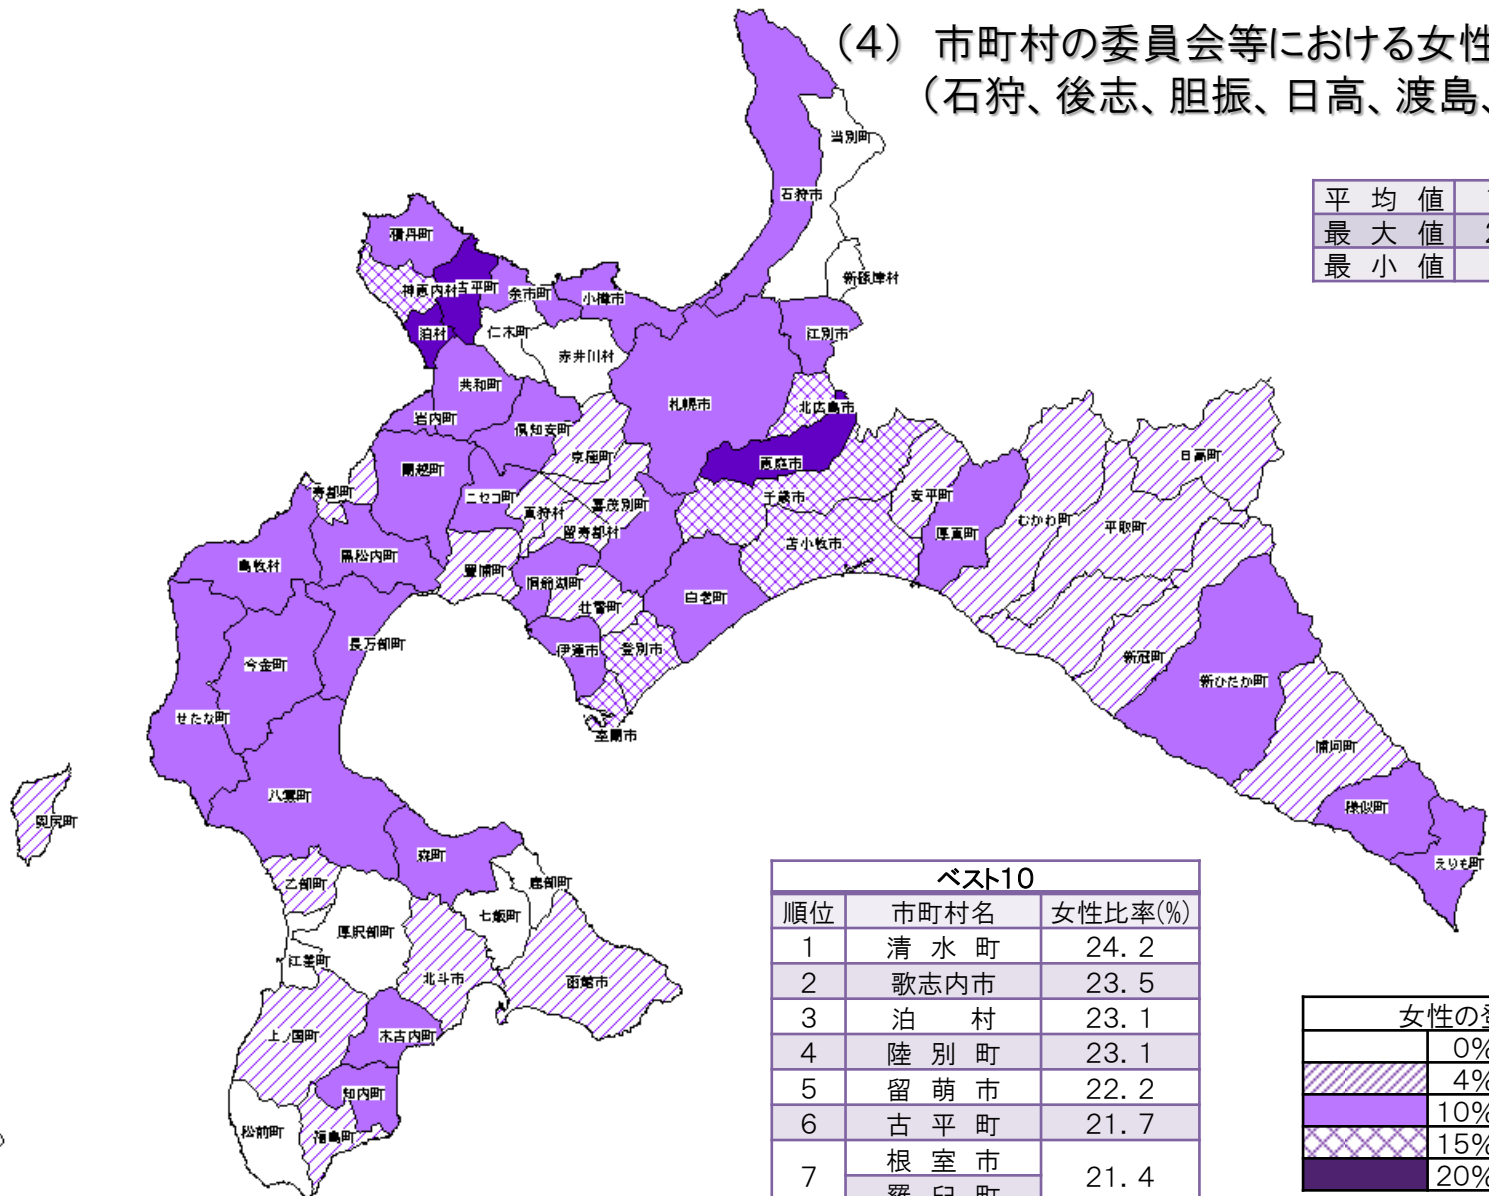 （４） 市町村の委員会等における女性
（石狩、後志、胆振、日高、渡島、
平 均 値
最 大 値
最 小 値
当別町
石狩市
新篠津村
積丹町
神恵内村
古平町
余市町
小樽市
泊村
仁木町
赤井川村
江別市
共和町
札幌市
北広島市
岩内町
倶知安町
京極町
恵庭市
日高町
蘭越町
ニセコ町
寿都町
真狩村
喜茂別町
千歳市
安平町
留寿都村
むかわ町
平取町
苫小牧市
厚真町
島牧村
黒松内町
豊浦町
洞爺湖町
壮瞥町
白老町
長万部町
伊達市
登別市
今金町
新冠町
新ひだか町
せたな町
室蘭市
浦河町
八雲町
様似町
奥尻町
森町
えりも町
乙部町
鹿部町
七飯町
厚沢部町
江差町
北斗市
函館市
上ノ国町
木古内町
知内町
松前町
福島町
ベスト10
順位 市町村名 女性比率(%)
1 清 水 町 24．2
2 歌志内市 23．5
3 泊 村 23．1
4 陸 別 町 23．1
5 留 萌 市 22．2
6 古 平 町 21．7
7 根 室 市 21．4
羅 臼 町
女性の登
0%
4%
10%
15%
20%